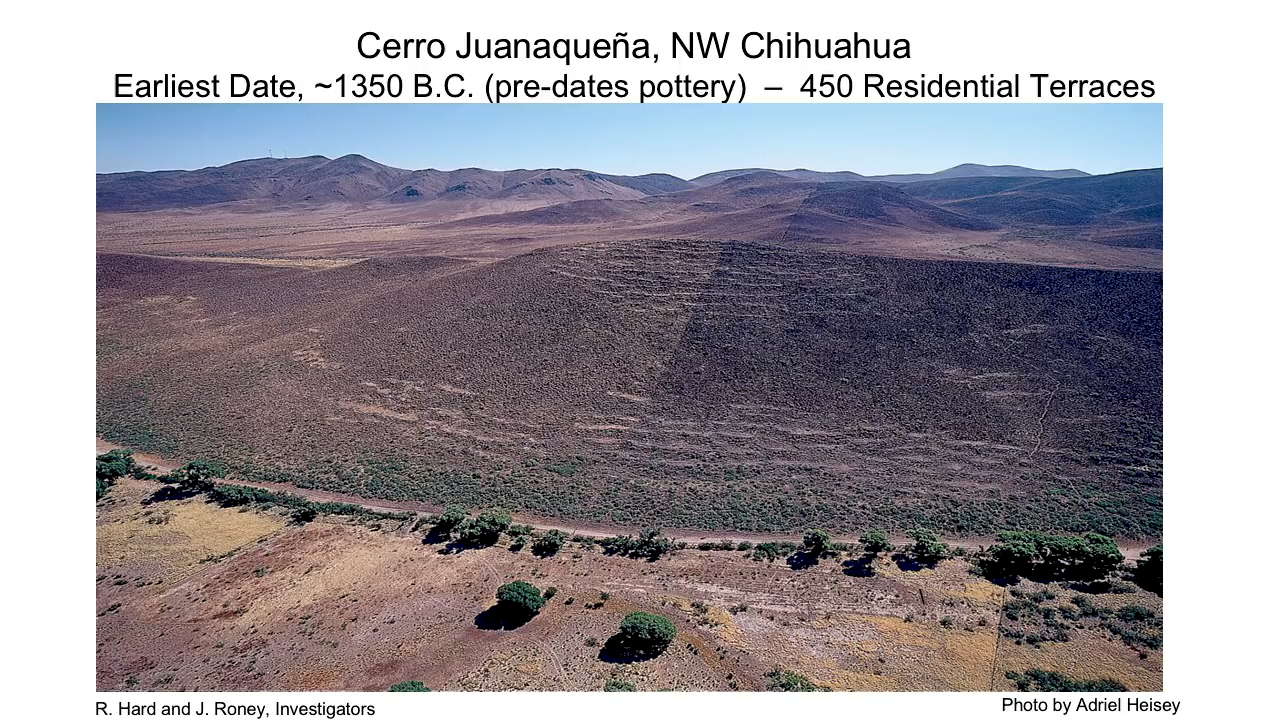 Cerro Juanaqueña, NW Chihuahua
Earliest Date, ~1350 B.C. (pre-dates pottery)  –  450 Residential Terraces
R. Hard and J. Roney, Investigators
Photo by Adriel Heisey